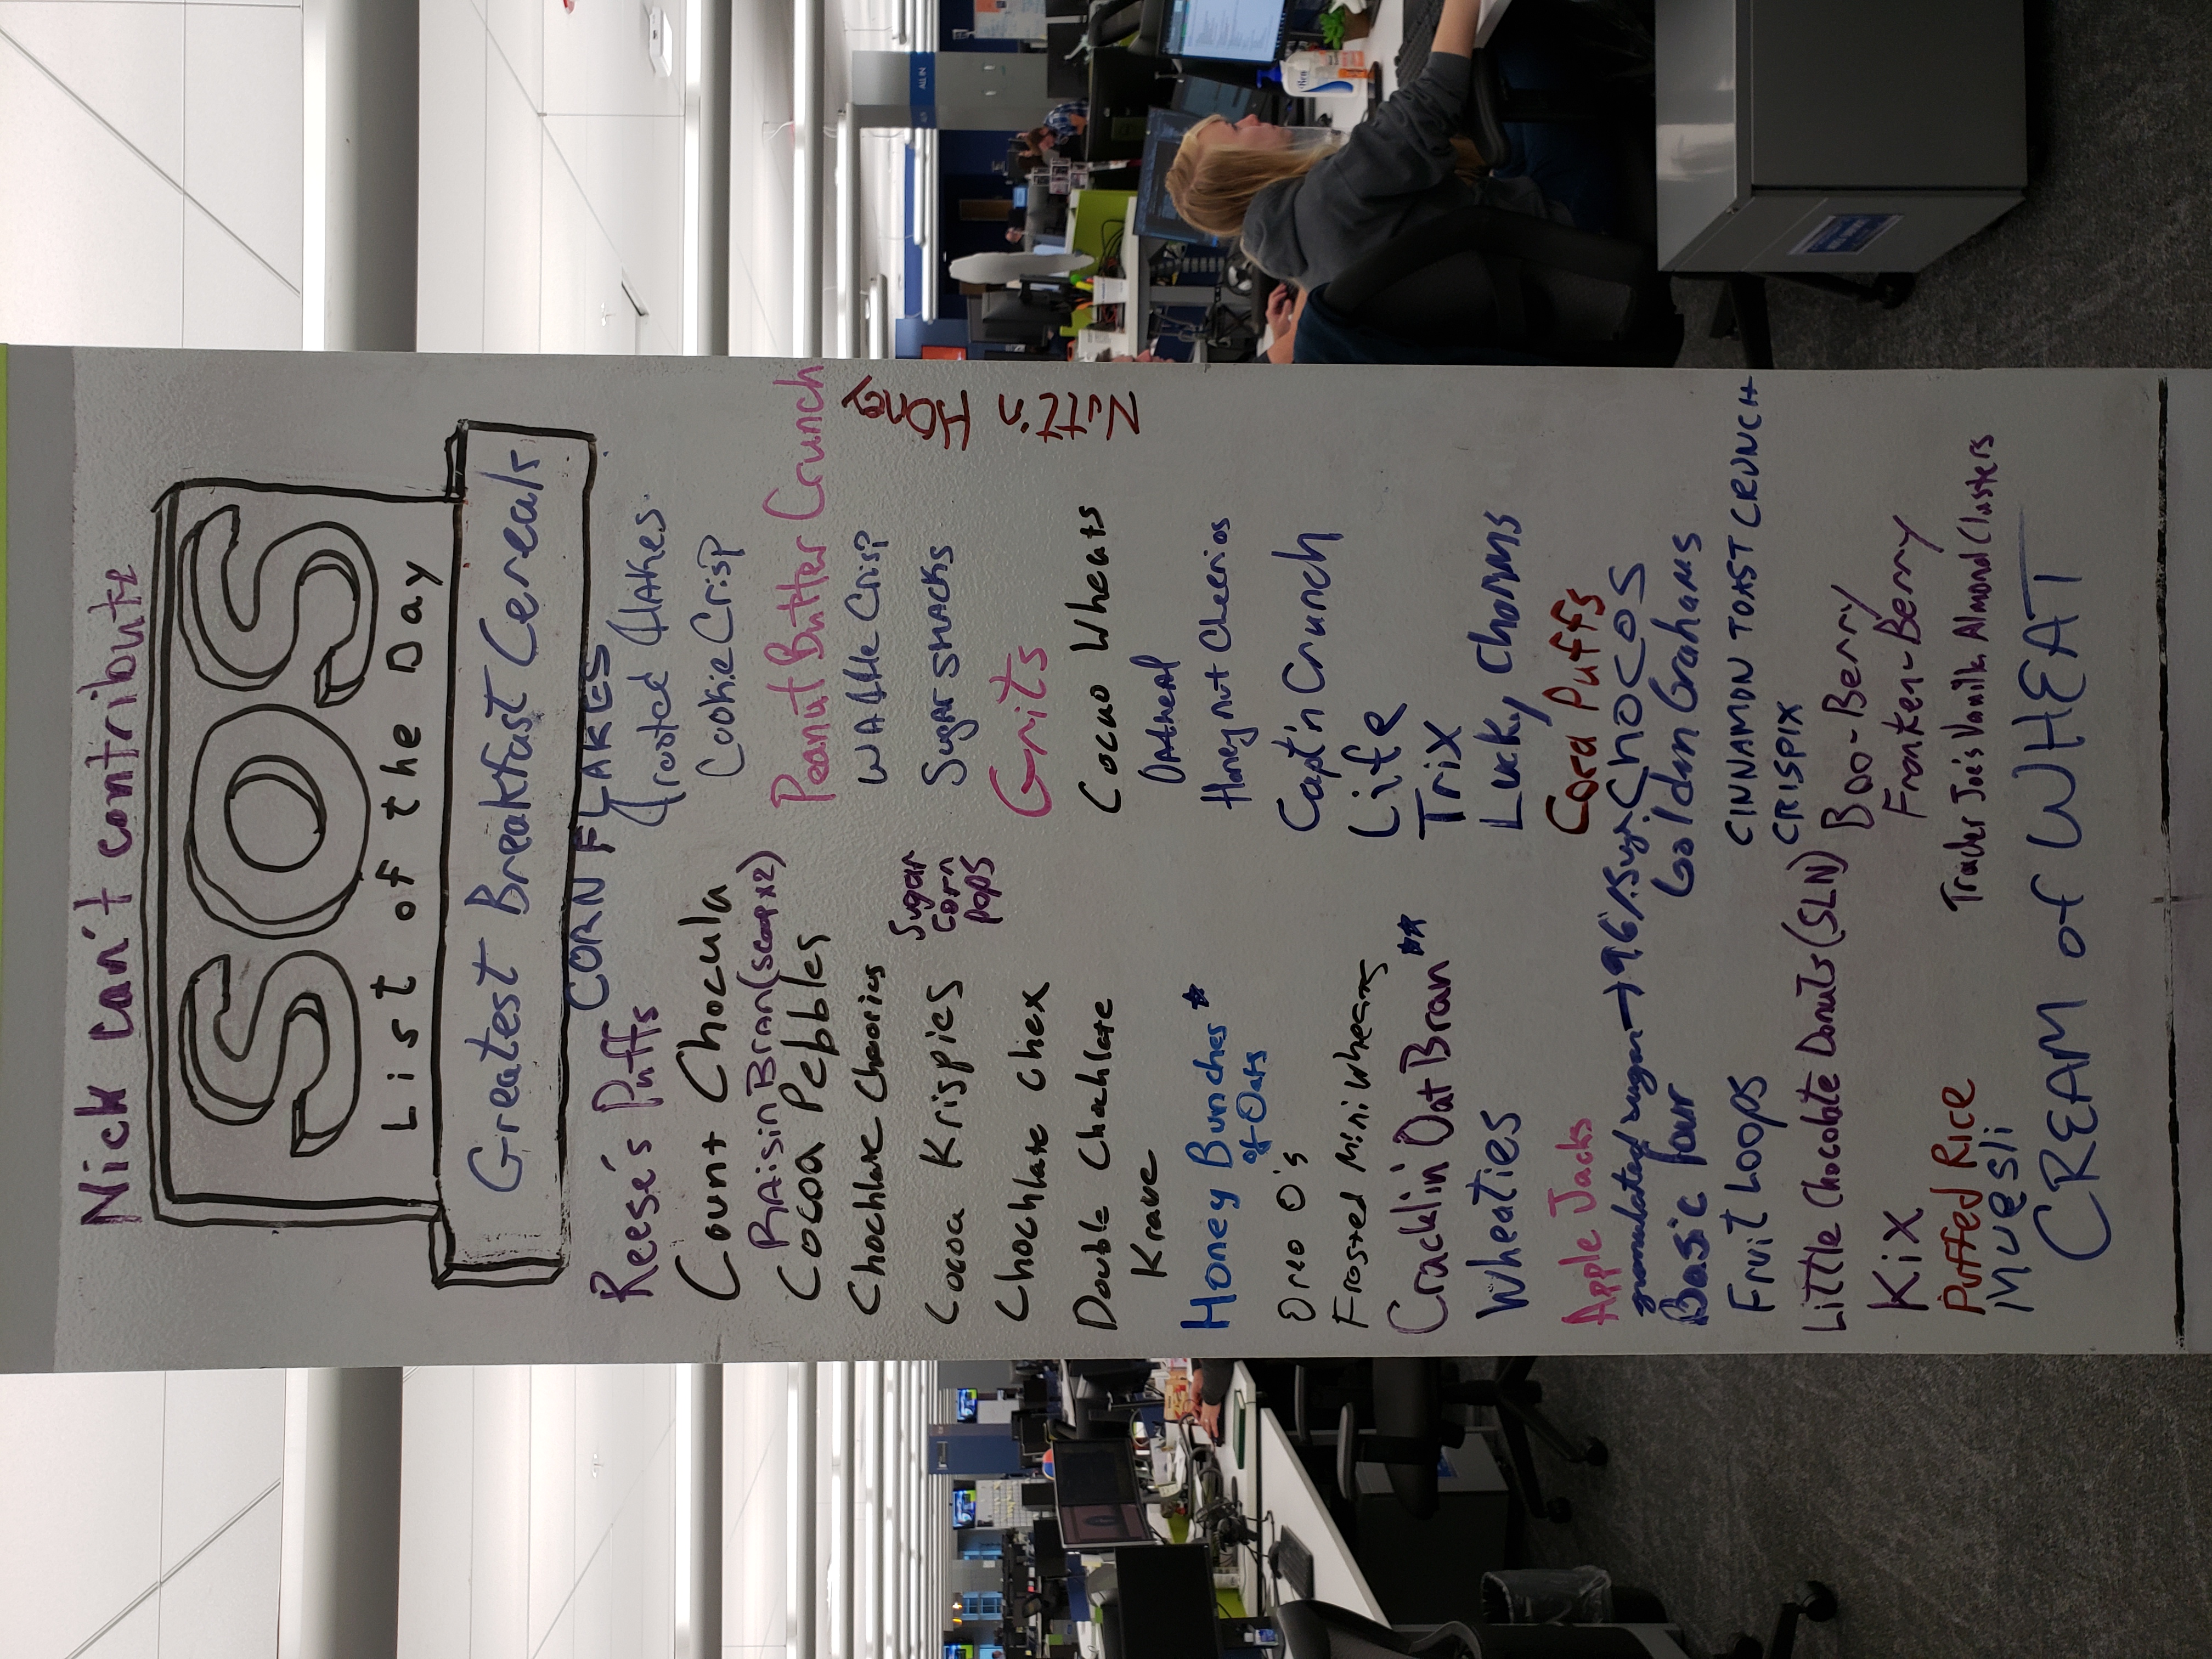 Nick can't contribute
SOS
List of the Day
Greatest Breakfast Cereals
CORN FLAKES
Reese's Puffs
Count Chocula
Raisin Bran (scoop x2)
Cocoa Pebbles
Chochlate Cheorios
Cocoa Krispies
Sugar
Corn
Pops
Chochlate Chex
Double Chochlate
Krave
Honey Bunches*
of Oats
Oreo O's
Frosted Mini Wheats
Cracklin' Oat Bran**
Wheaties
Apple Jacks
granulated sugar → 96% Sugr.
Basic four
Fruit Loops
Little Chocolate Donuts (SLN)
Kix
Puffed Rice
Muesli
Frosted Flakes
Cookie Crisp
Peanut Butter Crunch
Waffle Crisp
Sugar Smacks
Grits
Cocao Wheats
Oatmeal
Honey nut Cheerios
Capt'n Crunch
Life
Trix
Lucky Charms
Puffs
CHOCOS
Golden Grahams
CINNAMON TOAST CRUNCH
CRISPIX
Boo-Berry
Franken-Berry
Trader Joe's Vanilla Almond Clusters
CREAM of WHEAT
Nutt'n Honey
ALL IN